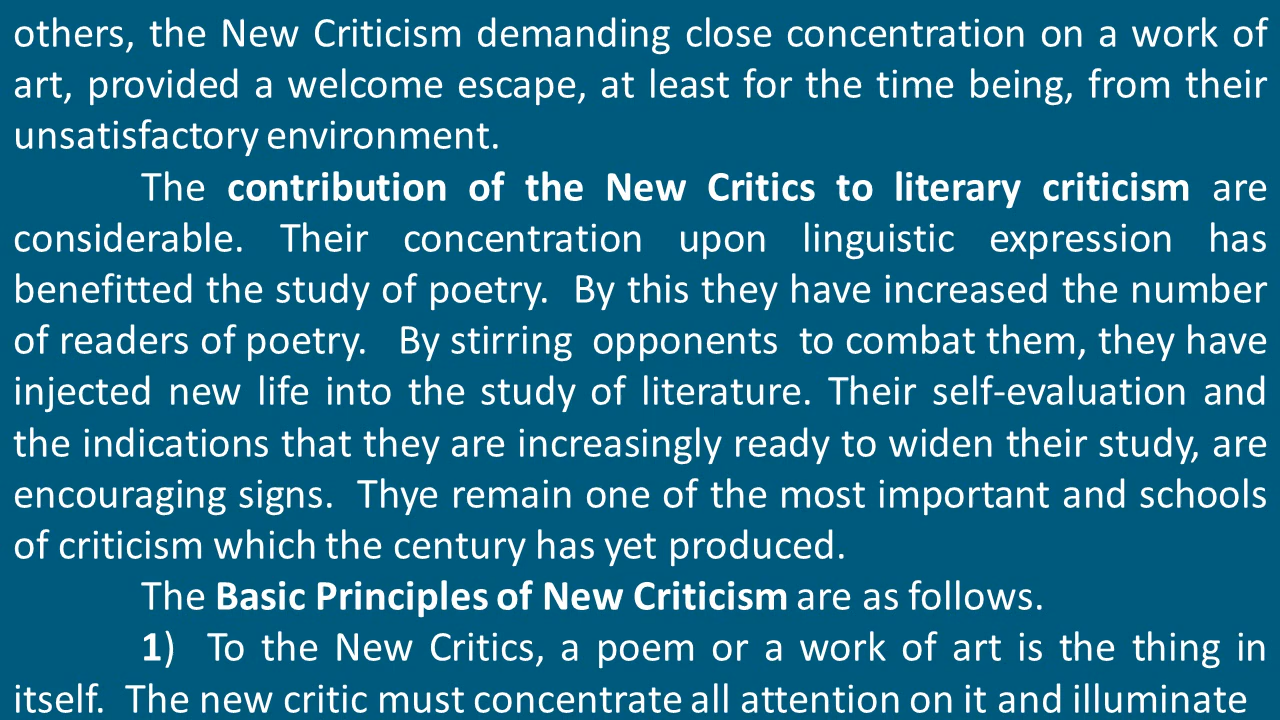 others, the New Criticism demanding close concentration on a work of
art, provided a welcome escape, at least for the time being, from their
unsatisfactory environment.
The contribution of the New Critics to literary criticism are
considerable. Their concentration upon linguistic expression has
benefitted the study of poetry. By this they have increased the number
of readers of poetry. By stirring opponents to combat them, they have
injected new life into the study of literature. Their self-evaluation and
the indications that they are increasingly ready to widen their study, are
encouraging signs. Thye remain one of the most important and schools
of criticism which the century has yet produced.
The Basic Principles of New Criticism are as follows.
1) To the New Critics, a poem or a work of art is the thing in
itself. The new critic must concentrate all attention on it and illuminate